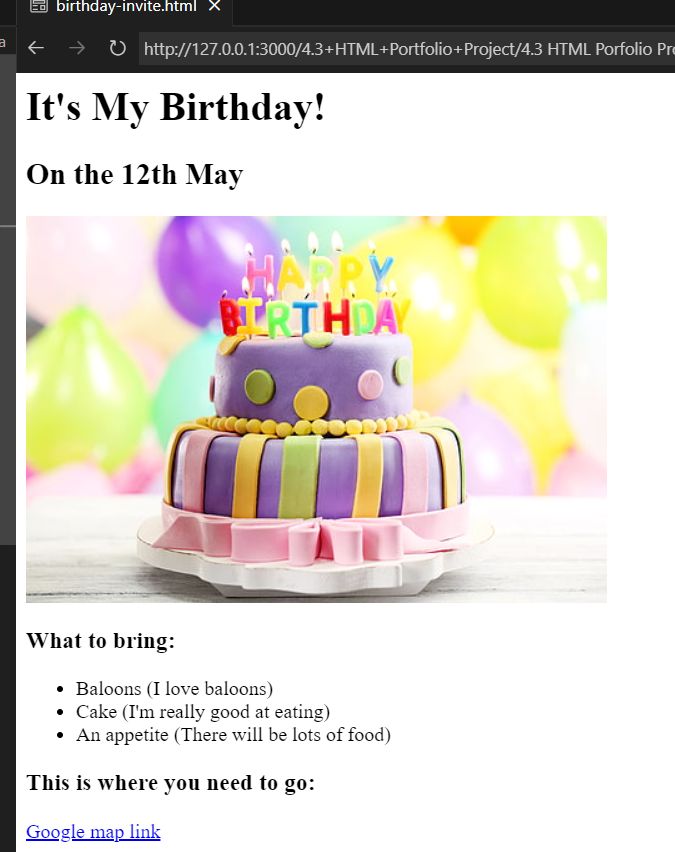 birthday-invite.html
a
http://127.0.0.1:3000/4.3+HTML+Portfolio+Project/4.3 HTML Porfolio Pro
It's My Birthday!
On the 12th May
HAPPY
BIRTHDAY
What to bring:
Baloons (I love baloons)
Cake (I'm really good at eating)
An appetite (There will be lots of food)
This is where you need to go:
Google map link